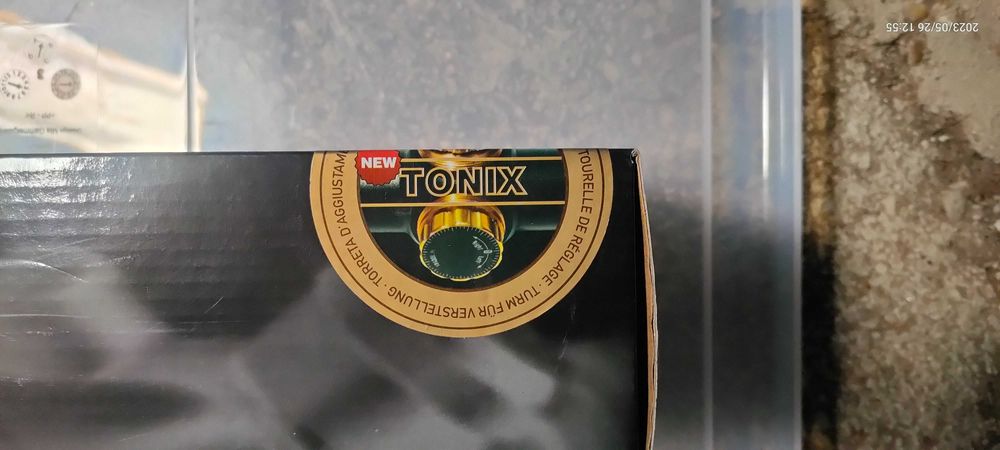 2023/05/26 12:55
NEW
TONIX
TORRETA D'AGGIUSTAM
TURM FÜR VERSTELLUNG
TOURELLE DE RÉGLAGE